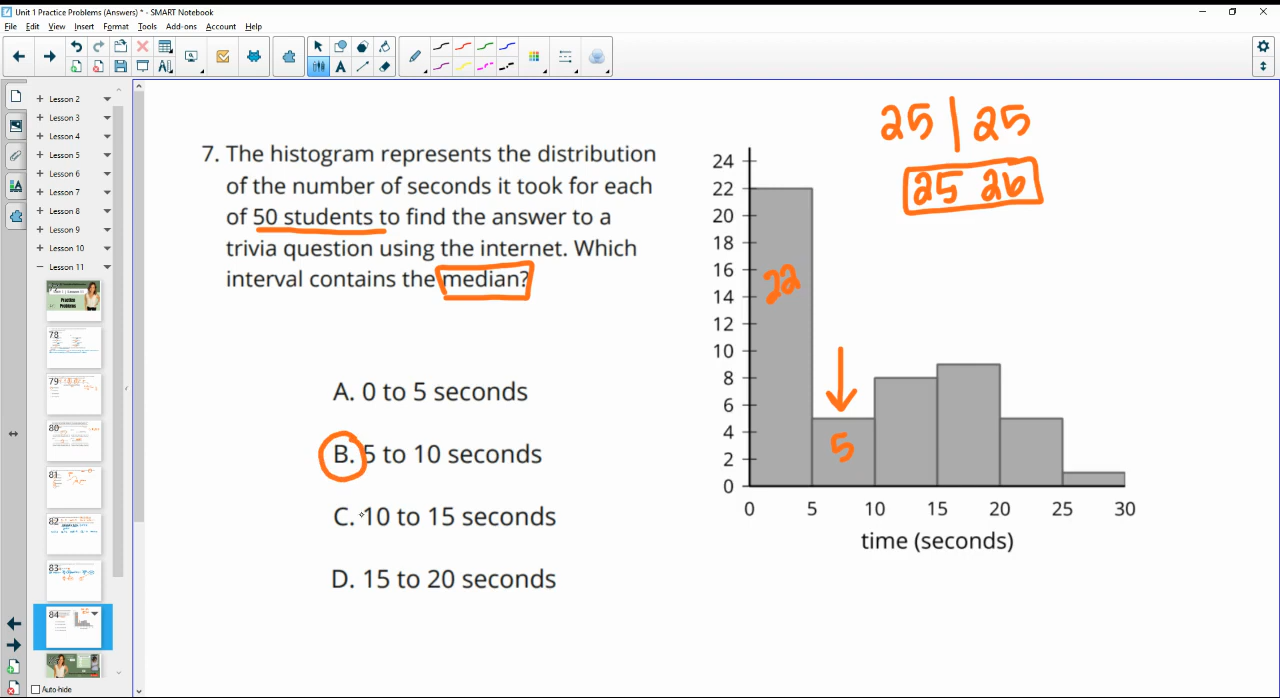 Unit 1 Practice Problems (Answers) * - SMART Notebook
File Edit View Insert Format Tools Add-ons Account Help
Lesson 2
Lesson 3
Lesson 4
Lesson 5
Lesson 6
Lesson 7
Lesson 8
Lesson 9
Lesson 10
Lesson 11
Practice
Problems
78
79
80
81
82
83
84
Auto-hide
7. The histogram represents the distribution
of the number of seconds it took for each
of 50 students to find the answer to a
trivia question using the internet. Which
interval contains the median?
A. 0 to 5 seconds
B. 5 to 10 seconds
C. 10 to 15 seconds
D. 15 to 20 seconds
25 | 25
25 26
24
22
20
18
16
14
12
10
8
6
4
2
0
22
5
0 5 10 15 20 25 30
time (seconds)